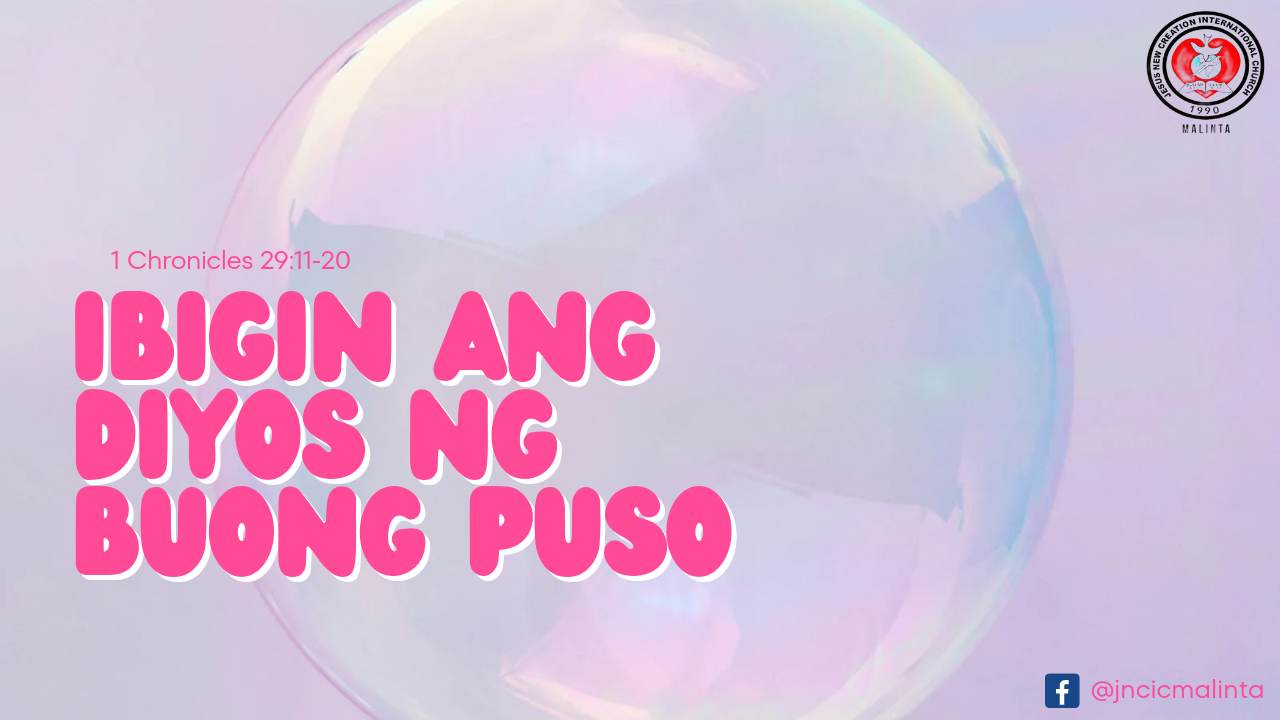 JESUS NEW CREATION INTERNATIONAL CHURCH
1990
MALINTA
1 Chronicles 29:11-20
IBIGIN ANG
DIYOS NG
BUONG PUSO
@jncicmalinta